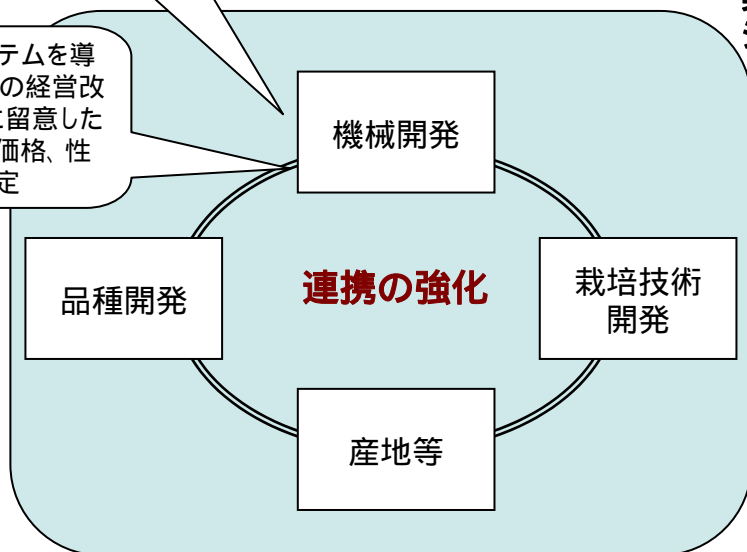 テムを導
の経営改
留意した
価格、性
定
機械開発
品種開発
連携の強化
栽培技術
開発
産地等